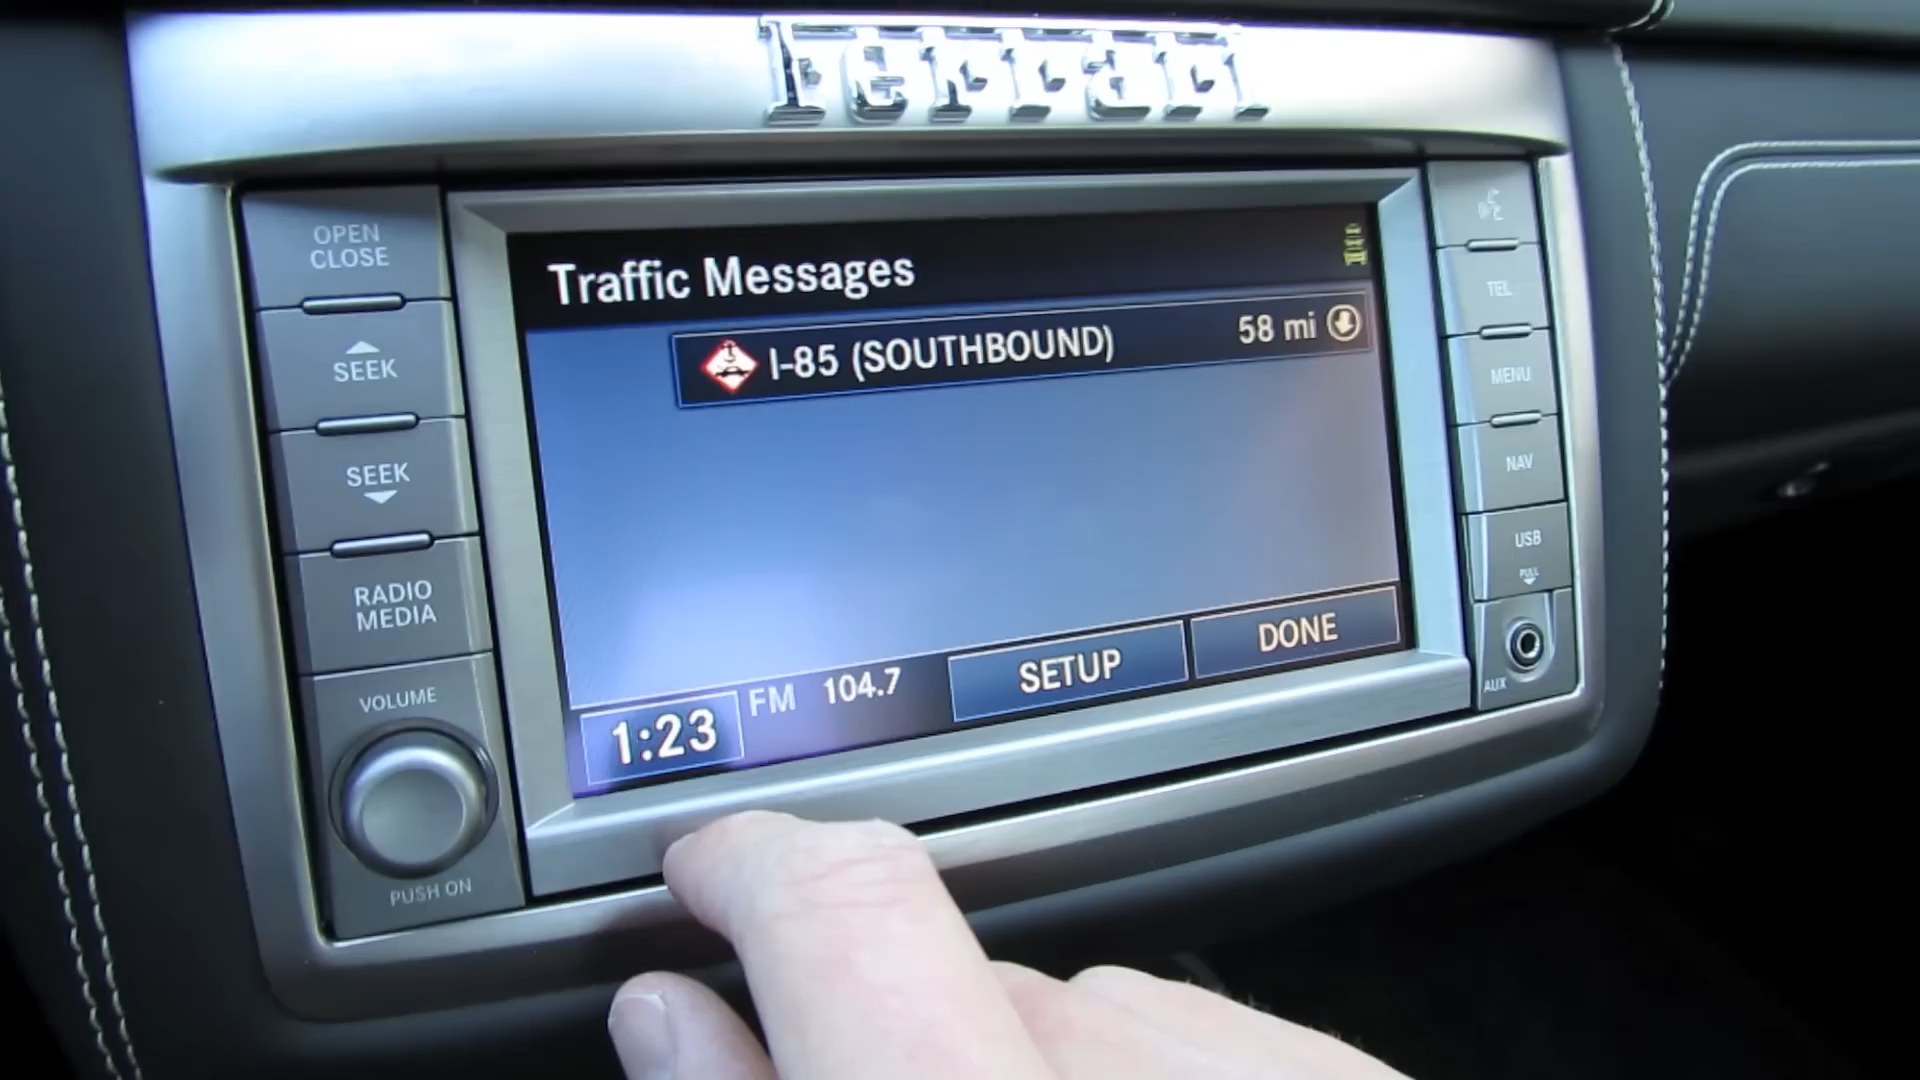 Ferrari
OPEN
CLOSE
SEEK
SEEK
RADIO
MEDIA
VOLUME
PUSH ON
Traffic Messages
I-85 (SOUTHBOUND)
58 mi
1:23
FM 104.7
SETUP
DONE
TEL
MENU
NAV
USB
PULL
AUX